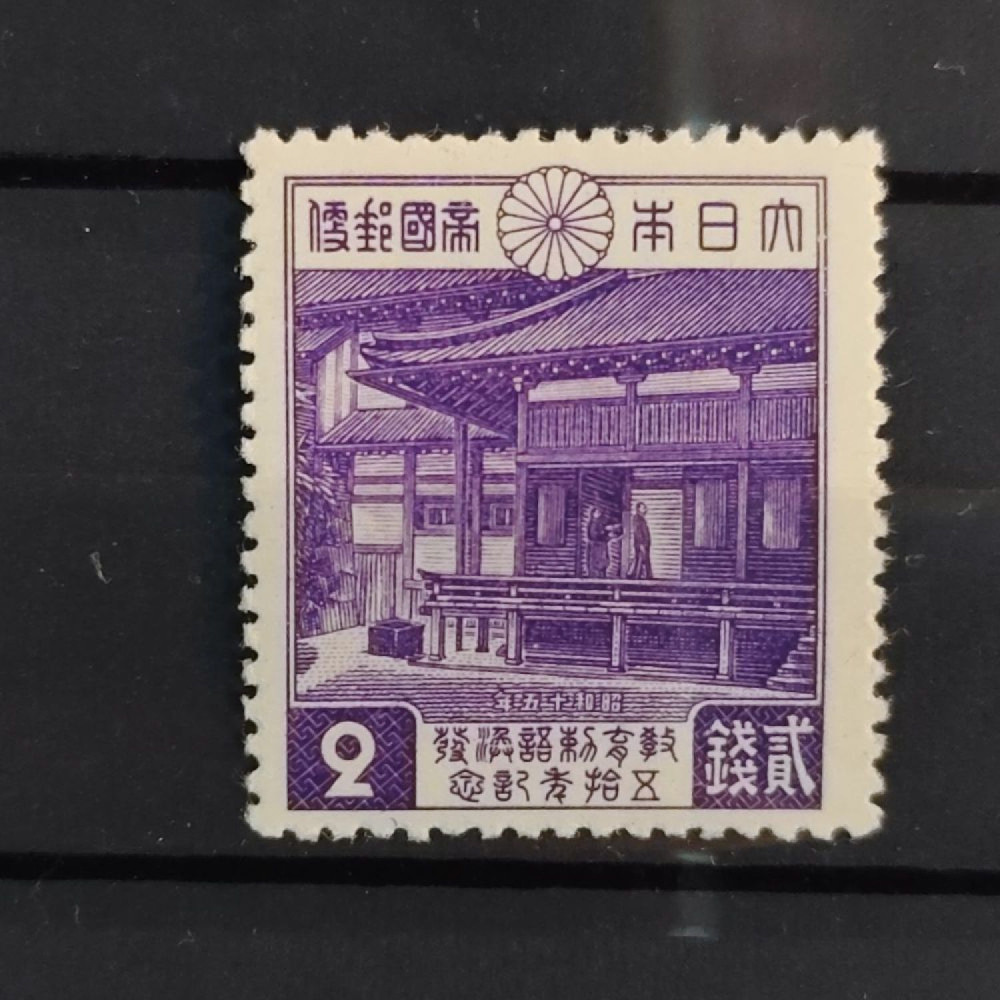 大日本帝國郵便
昭和十五年
教育勅語渙發
五拾年記念
貳錢
2